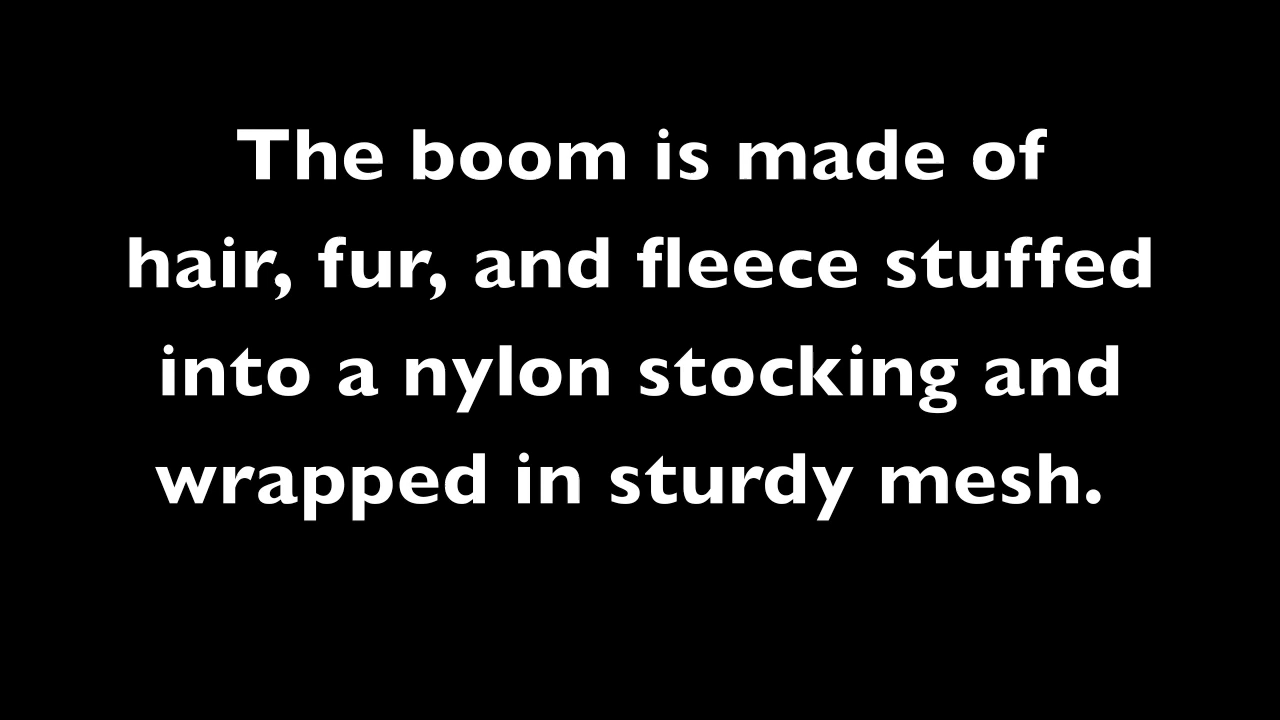 The boom is made of
hair, fur, and fleece stuffed
into a nylon stocking and
wrapped in sturdy mesh.